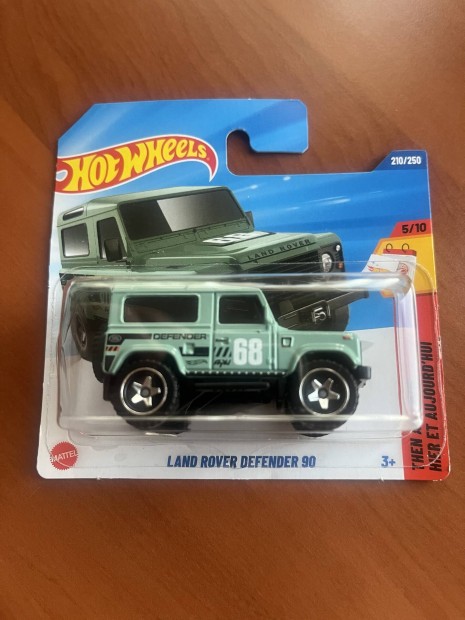 HOT WHEELS
210/250
5/10
68
LAND ROVER
DEFENDER
68
THEN A
HIER ET AUJOURD'HUI
MATTEL
LAND ROVER DEFENDER 90
3+